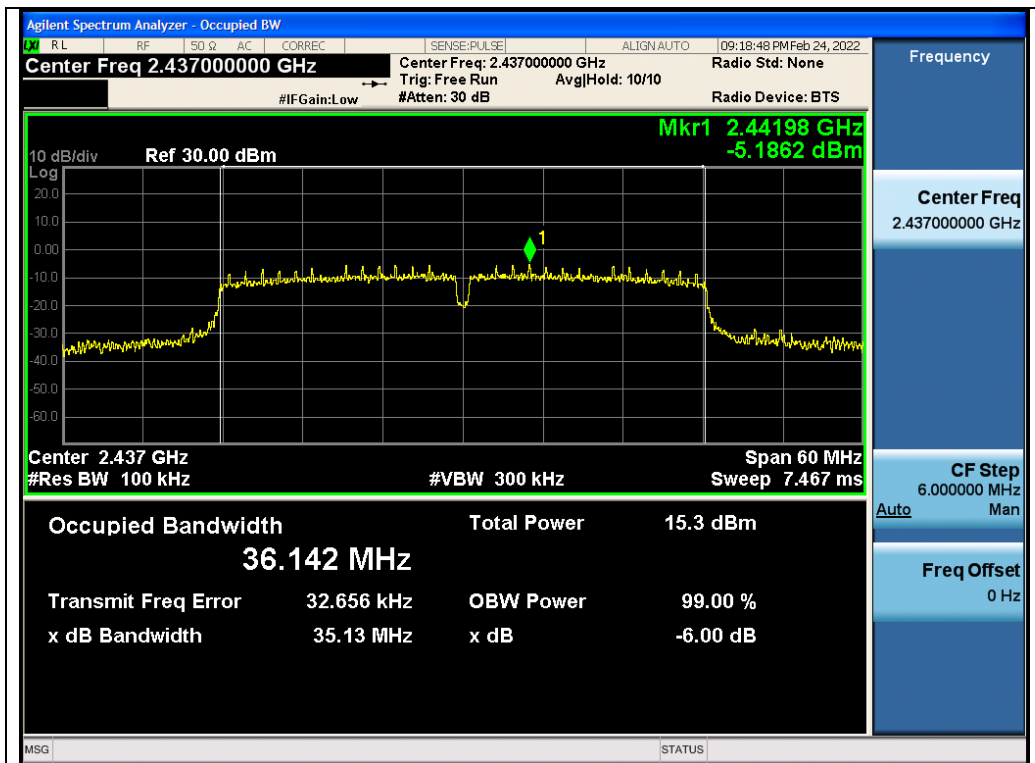 Agilent Spectrum Analyzer - Occupied BW
LXI RL RF 50 Ω AC CORREC SENSE:PULSE ALIGN AUTO 09:18:48 PM Feb 24, 2022
Center Freq 2.437000000 GHz
Center Freq: 2.437000000 GHz
Radio Std: None
Trig: Free Run Avg|Hold: 10/10
#IFGain:Low
#Atten: 30 dB
Radio Device: BTS
Mkr1 2.44198 GHz
-5.1862 dBm
10 dB/div Ref 30.00 dBm
Log
20.0
10.0
0.00
-10.0
-20.0
-30.0
-40.0
-50.0
-60.0
1
Center 2.437 GHz Span 60 MHz
#Res BW 100 kHz #VBW 300 kHz Sweep 7.467 ms
Occupied Bandwidth Total Power 15.3 dBm
36.142 MHz
Transmit Freq Error 32.656 kHz OBW Power 99.00 %
x dB Bandwidth 35.13 MHz x dB -6.00 dB
MSG STATUS
Frequency
Center Freq
2.437000000 GHz
CF Step
6.000000 MHz
Auto Man
Freq Offset
0 Hz